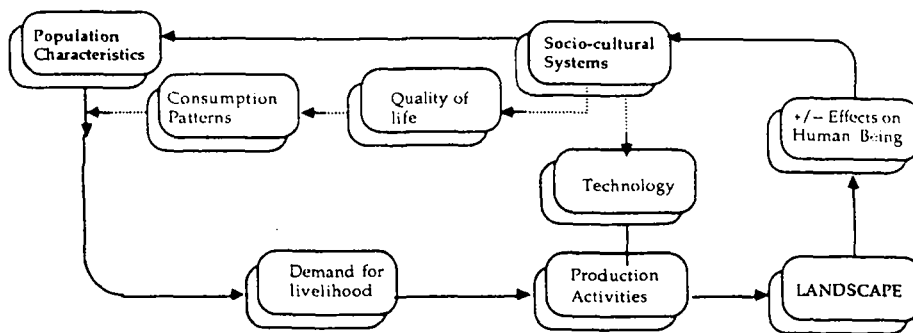 Population
Characteristics
Socio-cultural
Systems
Consumption
Patterns
Quality of
life
+/− Effects on
Human Being
Technology
Demand for
livelihood
Production
Activities
LANDSCAPE